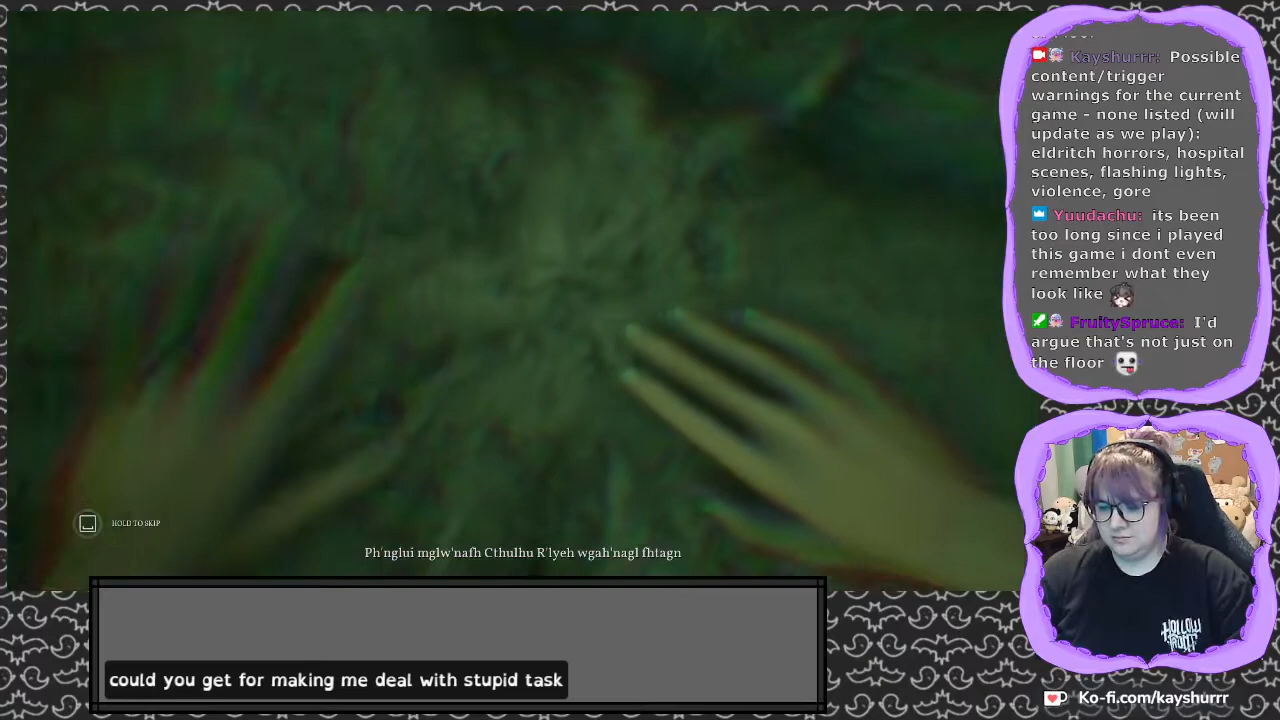 Kayshurrr: Possible
content/trigger
warnings for the current
game - none listed (will
update as we play):
eldritch horrors, hospital
scenes, flashing lights,
violence, gore
Yuudachu: its been
too long since i played
this game i dont even
remember what they
look like
FruitySpruce: I'd
argue that's not just on
the floor
HOLD TO SKIP
Ph'nglui mglw'nafh Cthulhu R'lyeh wgah'nagl fhtagn
could you get for making me deal with stupid task
Ko-fi.com/kayshurrr